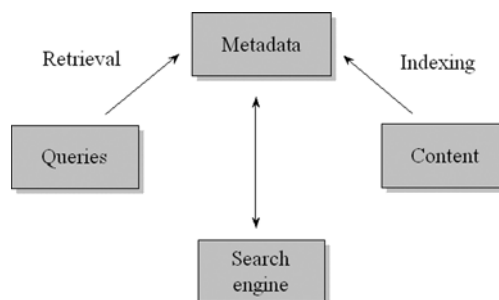 Metadata
Retrieval
Indexing
Queries
Content
Search
engine